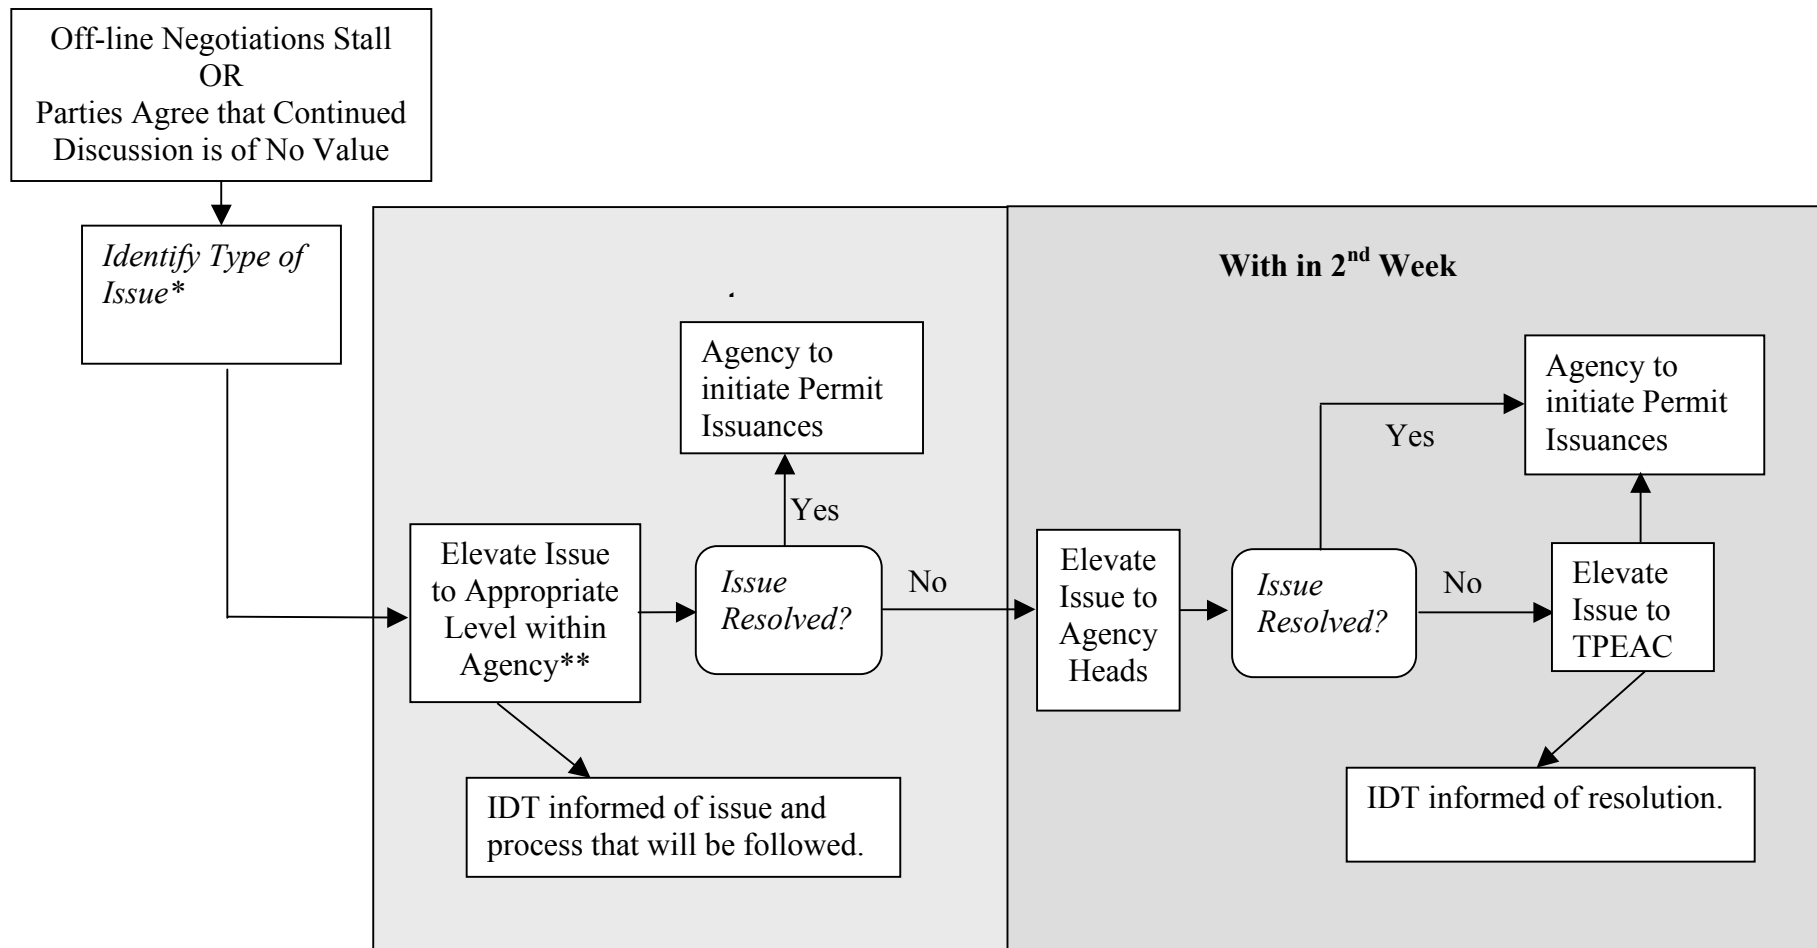 Off-line Negotiations Stall
OR
Parties Agree that Continued
Discussion is of No Value
Identify Type of
Issue*
With in 2nd Week
Agency to
initiate Permit
Issuances
Yes
Elevate Issue
to Appropriate
Level within
Agency**
Issue
Resolved?
No
IDT informed of issue and
process that will be followed.
Elevate
Issue to
Agency
Heads
Issue
Resolved?
Yes
Agency to
initiate Permit
Issuances
No
Elevate
Issue to
TPEAC
IDT informed of resolution.